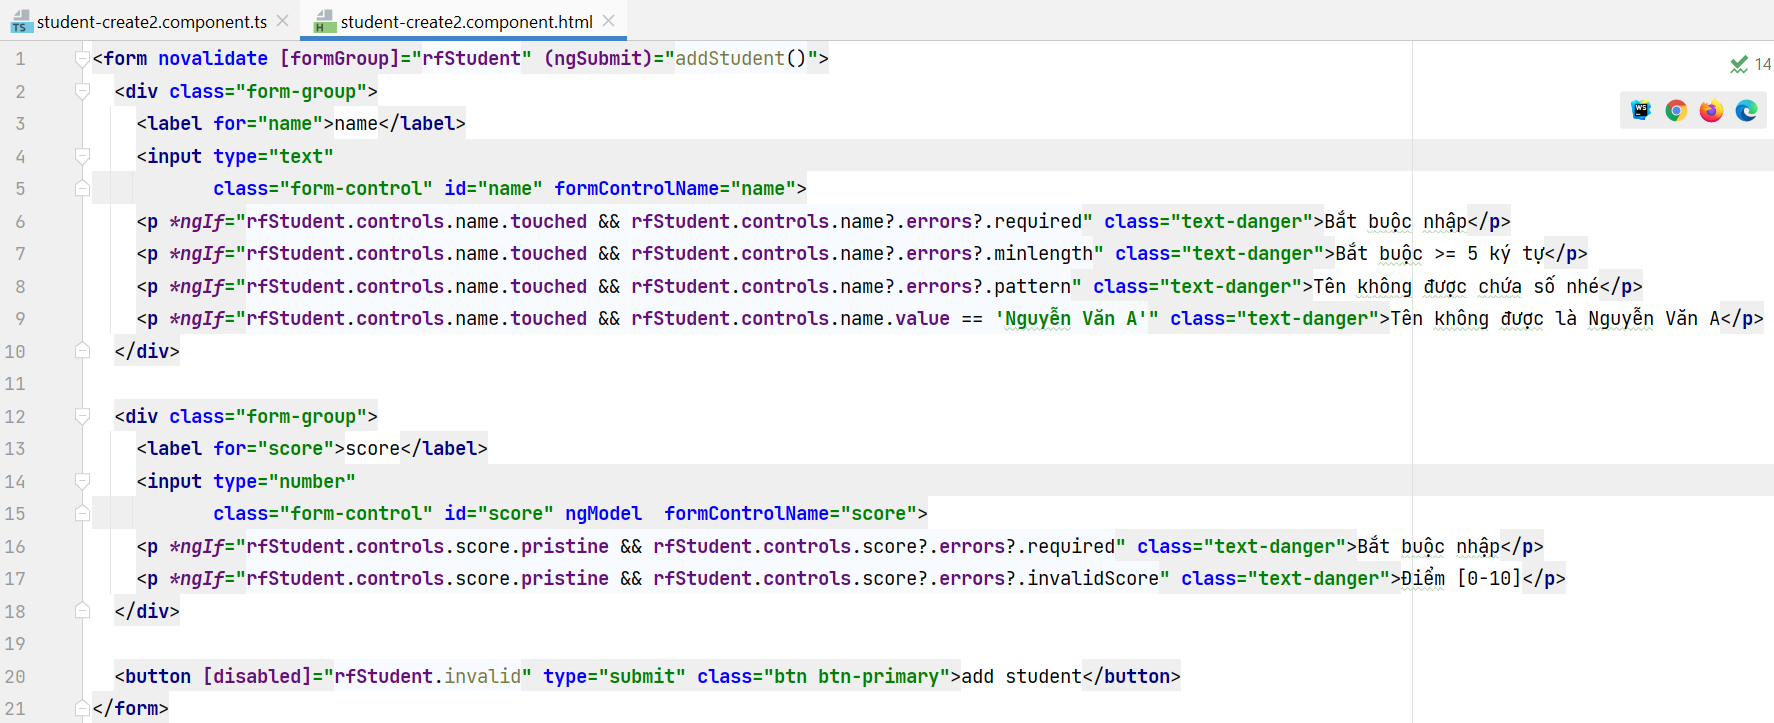 student-create2.component.ts student-create2.component.html
1 <form novalidate [formGroup]="rfStudent" (ngSubmit)="addStudent()">
14
2 <div class="form-group">
3 <label for="name">name</label>
4 <input type="text"
5 class="form-control" id="name" formControlName="name">
6 <p *ngIf="rfStudent.controls.name.touched && rfStudent.controls.name?.errors?.required" class="text-danger">Bắt buộc nhập</p>
7 <p *ngIf="rfStudent.controls.name.touched && rfStudent.controls.name?.errors?.minlength" class="text-danger">Bắt buộc >= 5 ký tự</p>
8 <p *ngIf="rfStudent.controls.name.touched && rfStudent.controls.name?.errors?.pattern" class="text-danger">Tên không được chứa số nhé</p>
9 <p *ngIf="rfStudent.controls.name.touched && rfStudent.controls.name.value == 'Nguyễn Văn A'" class="text-danger">Tên không được là Nguyễn Văn A</p>
10 </div>
11
12 <div class="form-group">
13 <label for="score">score</label>
14 <input type="number"
15 class="form-control" id="score" ngModel  formControlName="score">
16 <p *ngIf="rfStudent.controls.score.pristine && rfStudent.controls.score?.errors?.required" class="text-danger">Bắt buộc nhập</p>
17 <p *ngIf="rfStudent.controls.score.pristine && rfStudent.controls.score?.errors?.invalidScore" class="text-danger">Điểm [0-10]</p>
18 </div>
19
20 <button [disabled]="rfStudent.invalid" type="submit" class="btn btn-primary">add student</button>
21 </form>